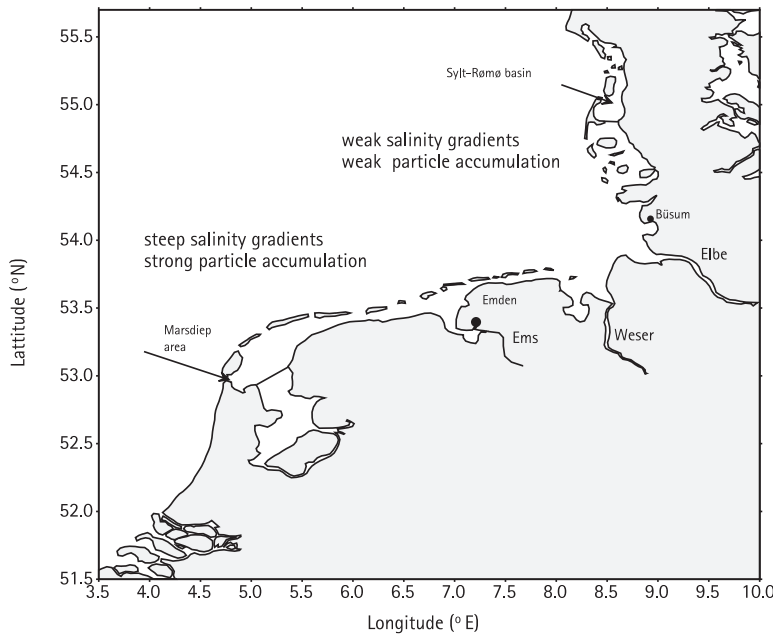 55.5
55.0
54.5
54.0
53.5
53.0
52.5
52.0
51.5
Lattitude (°N)
Sylt–Rømø basin
weak salinity gradients
weak particle accumulation
Büsum
steep salinity gradients
strong particle accumulation
Elbe
Emden
Ems
Weser
Marsdiep
area
3.5 4.0 4.5 5.0 5.5 6.0 6.5 7.0 7.5 8.0 8.5 9.0 9.5 10.0
Longitude (° E)